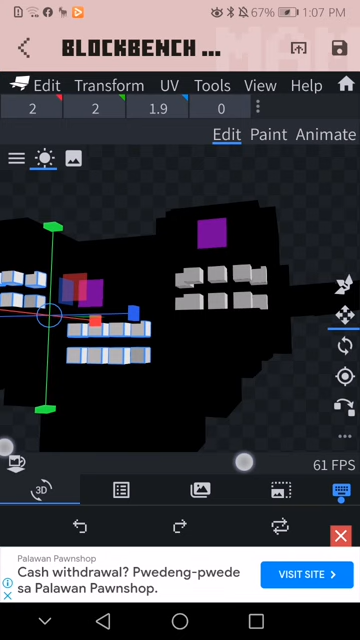 67% 1:07 PM
BLOCKBENCH ...
Edit Transform UV Tools View Help
2 2 1.9 0
Edit Paint Animate
61 FPS
3D
Palawan Pawnshop
Cash withdrawal? Pwedeng-pwede
sa Palawan Pawnshop.
VISIT SITE